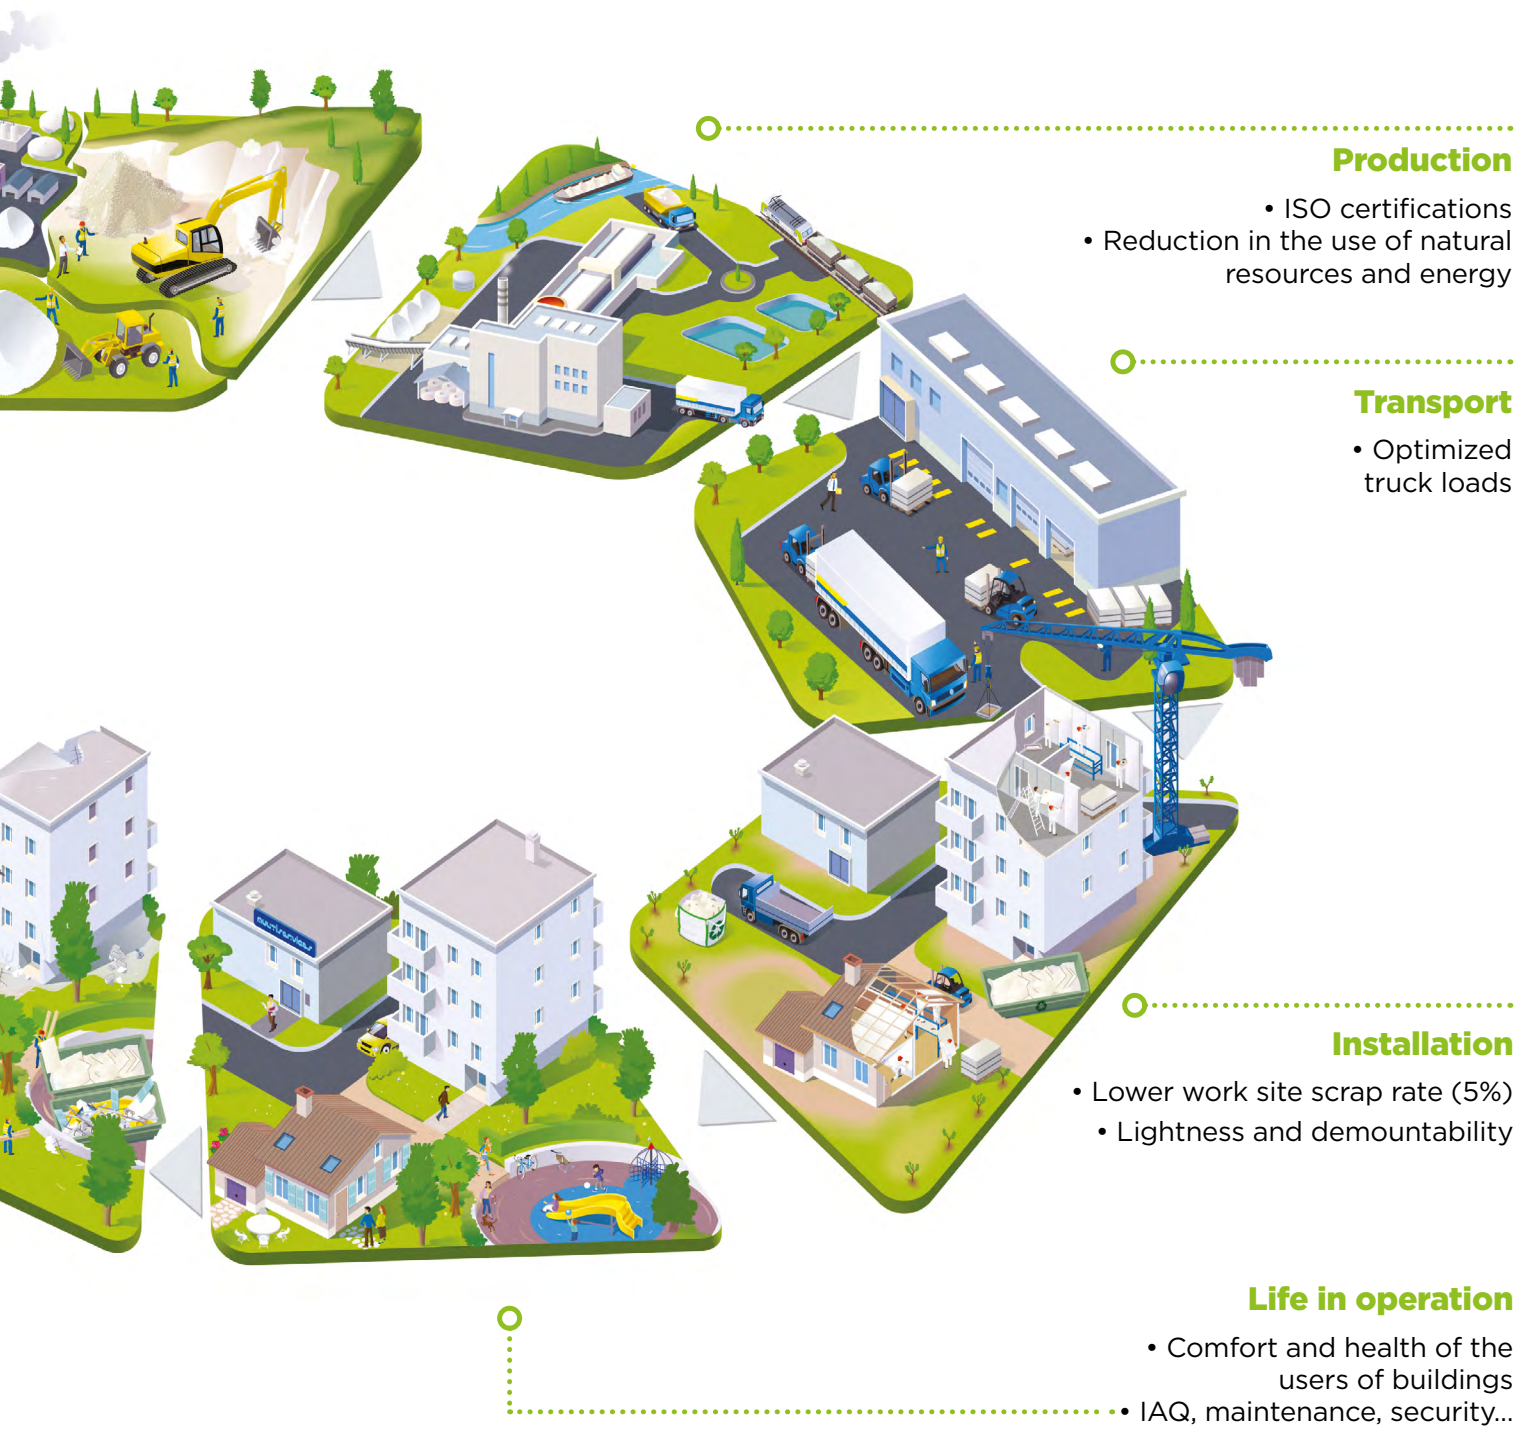 Production
• ISO certifications
• Reduction in the use of natural
resources and energy
Transport
• Optimized
truck loads
multiservices
Installation
• Lower work site scrap rate (5%)
• Lightness and demountability
Life in operation
• Comfort and health of the
users of buildings
• IAQ, maintenance, security...